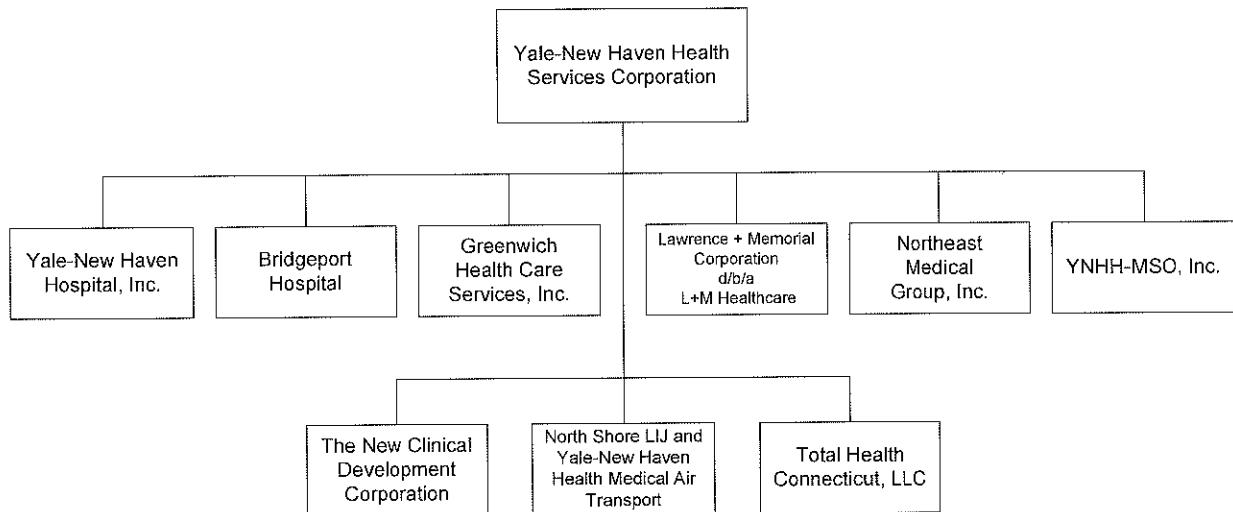 Yale-New Haven Health
Services Corporation
Yale-New Haven
Hospital, Inc.
Bridgeport
Hospital
Greenwich
Health Care
Services, Inc.
Lawrence + Memorial
Corporation
d/b/a
L+M Healthcare
Northeast
Medical
Group, Inc.
YNHH-MSO, Inc.
The New Clinical
Development
Corporation
North Shore LIJ and
Yale-New Haven
Health Medical Air
Transport
Total Health
Connecticut, LLC